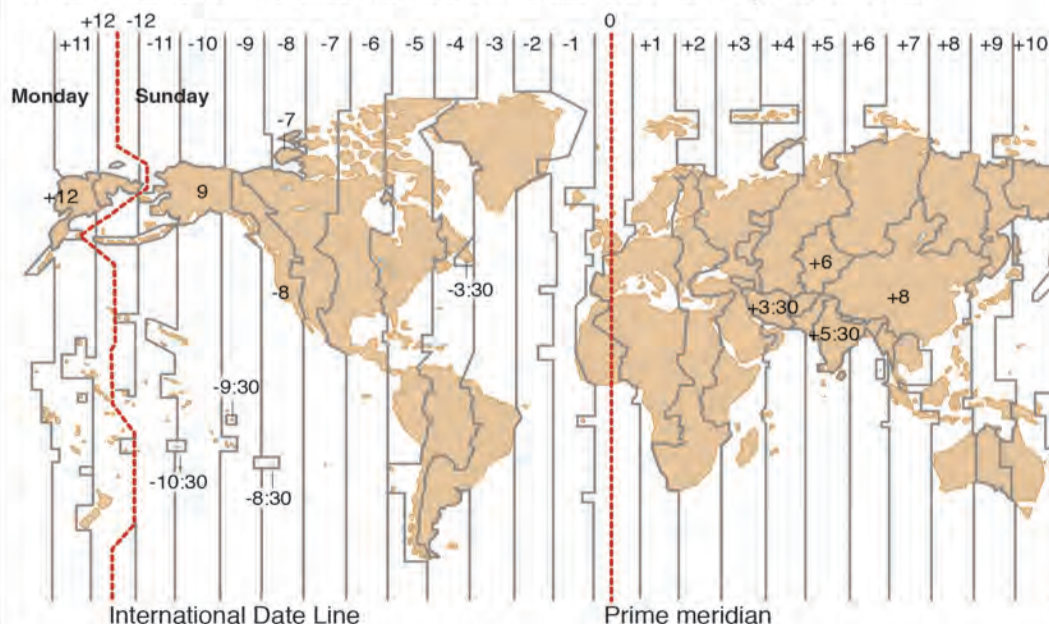 +12 -12 0
+11 -11 -10 -9 -8 -7 -6 -5 -4 -3 -2 -1 +1 +2 +3 +4 +5 +6 +7 +8 +9 +10
Monday Sunday
-7
+12 9
+6
-8 -3:30 +3:30 +8
+5:30
-9:30
-10:30
-8:30
International Date Line Prime meridian